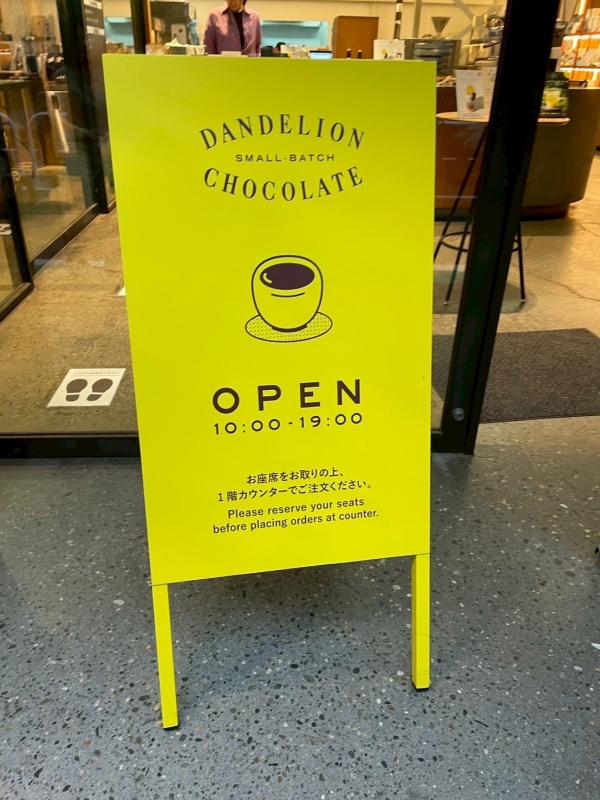 DANDELION
SMALL-BATCH
CHOCOLATE
OPEN
10:00-19:00
お座席をお取りの上、
1階カウンターでご注文ください。
Please reserve your seats
before placing orders at counter.